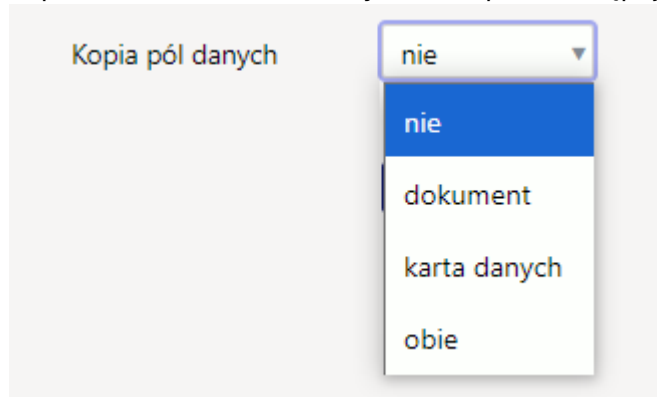 Kopia pól danych nie
nie
dokument
karta danych
obie